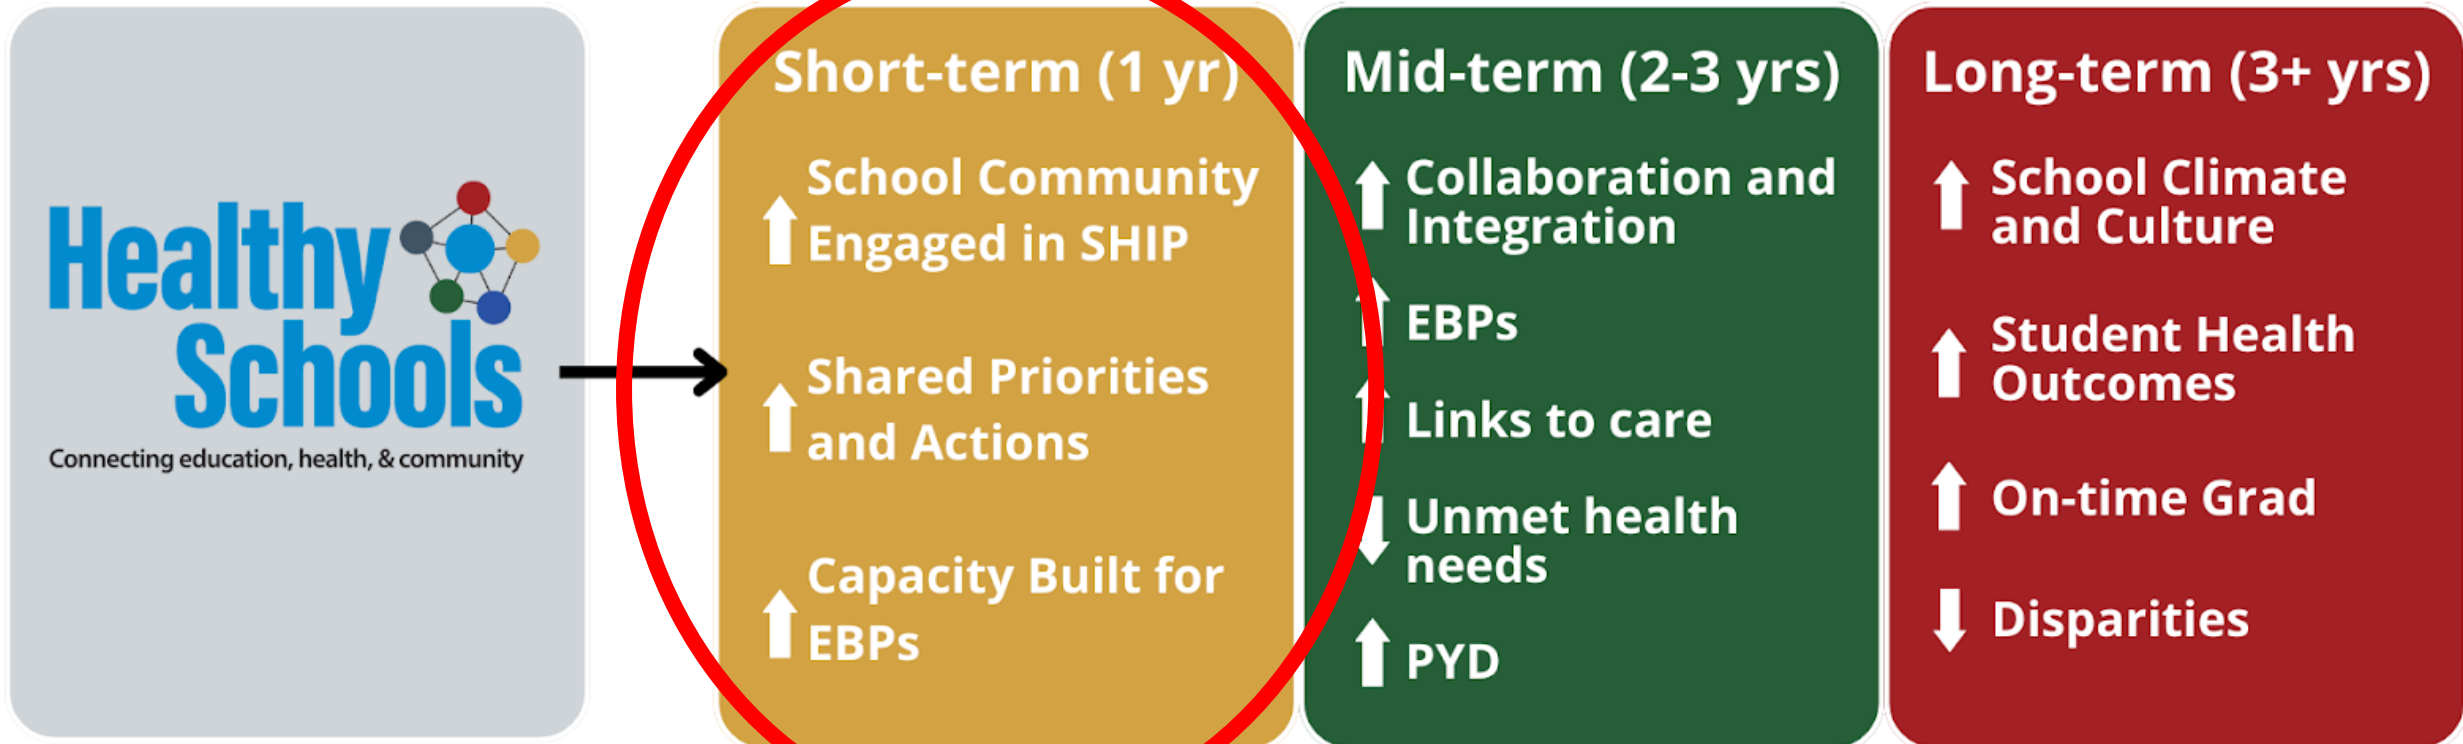 Healthy
Schools
Connecting education, health, & community
Short-term (1 yr)
School Community
Engaged in SHIP
Shared Priorities
and Actions
Capacity Built for
EBPs
Mid-term (2-3 yrs)
Collaboration and
Integration
EBPs
Links to care
Unmet health
needs
PYD
Long-term (3+ yrs)
School Climate
and Culture
Student Health
Outcomes
On-time Grad
Disparities